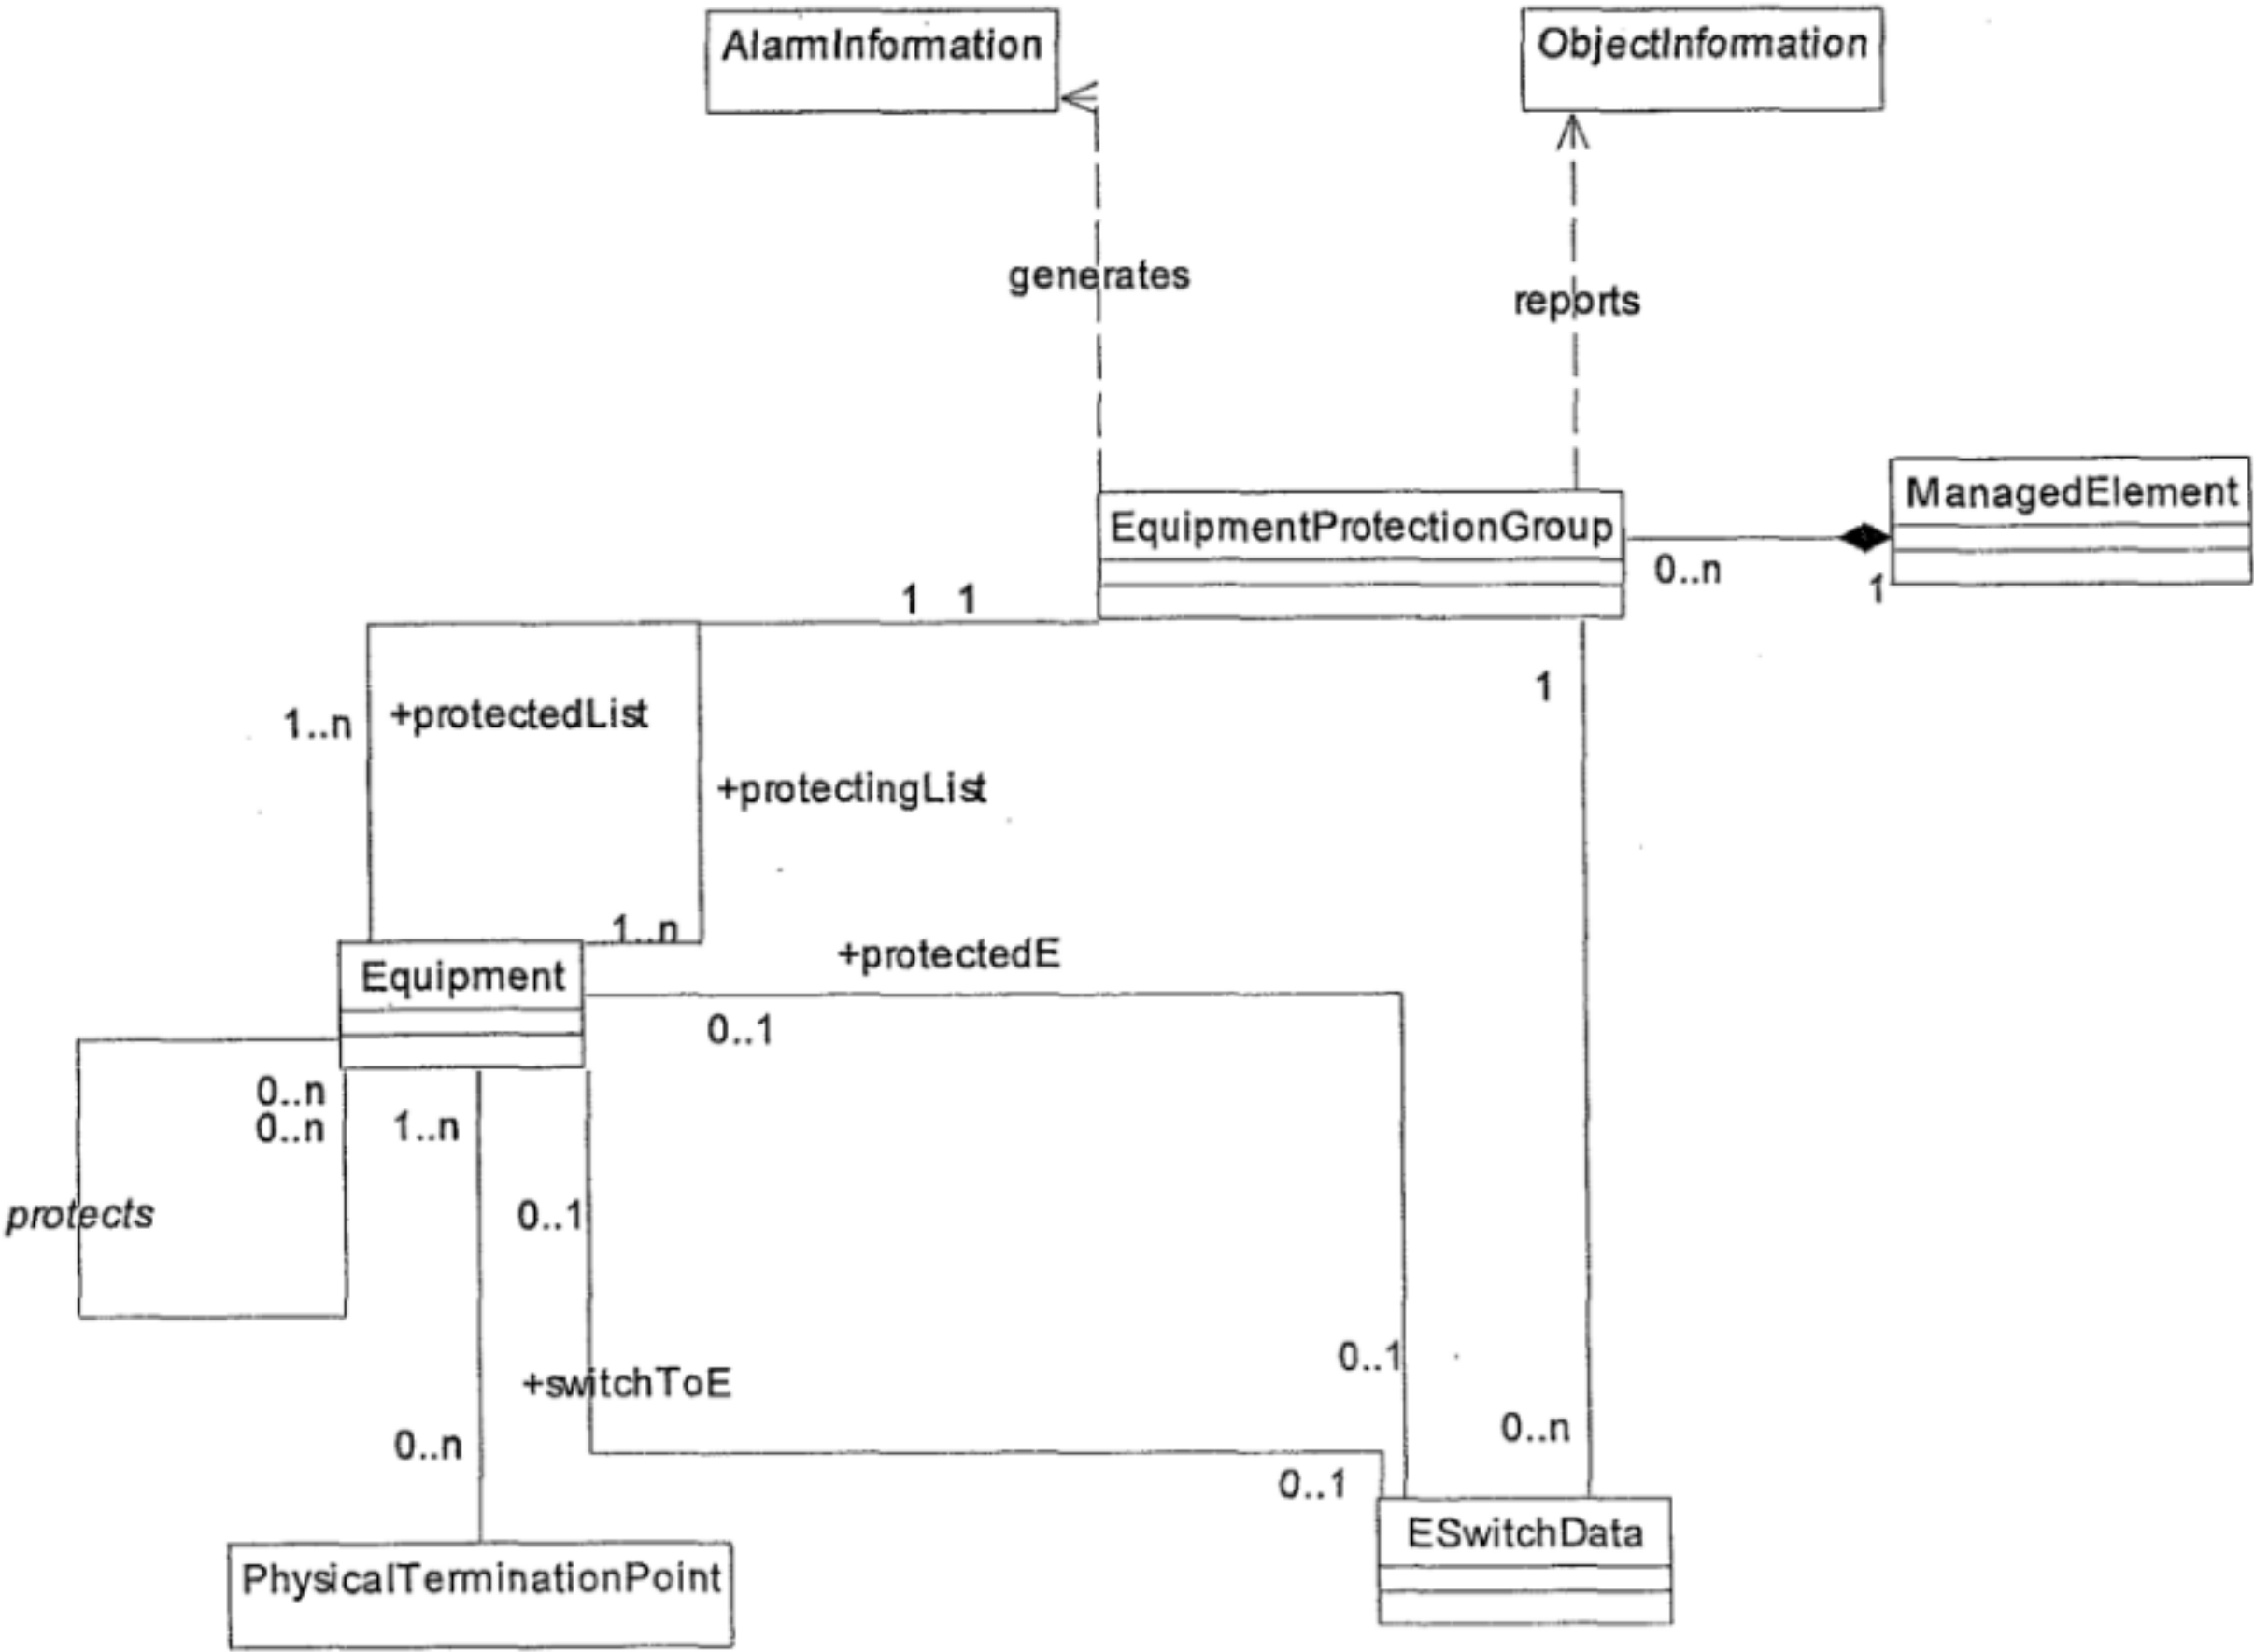 AlarmInformation
ObjectInformation
generates
reports
EquipmentProtectionGroup
ManagedElement
0..n
1
1 1
1
1..n
+protectedList
+protectingList
1..n
+protectedE
Equipment
0..1
0..n
0..n
1..n
protects
0..1
0..1
+switchToE
0..n
0..n
0..1
ESwitchData
PhysicalTerminationPoint